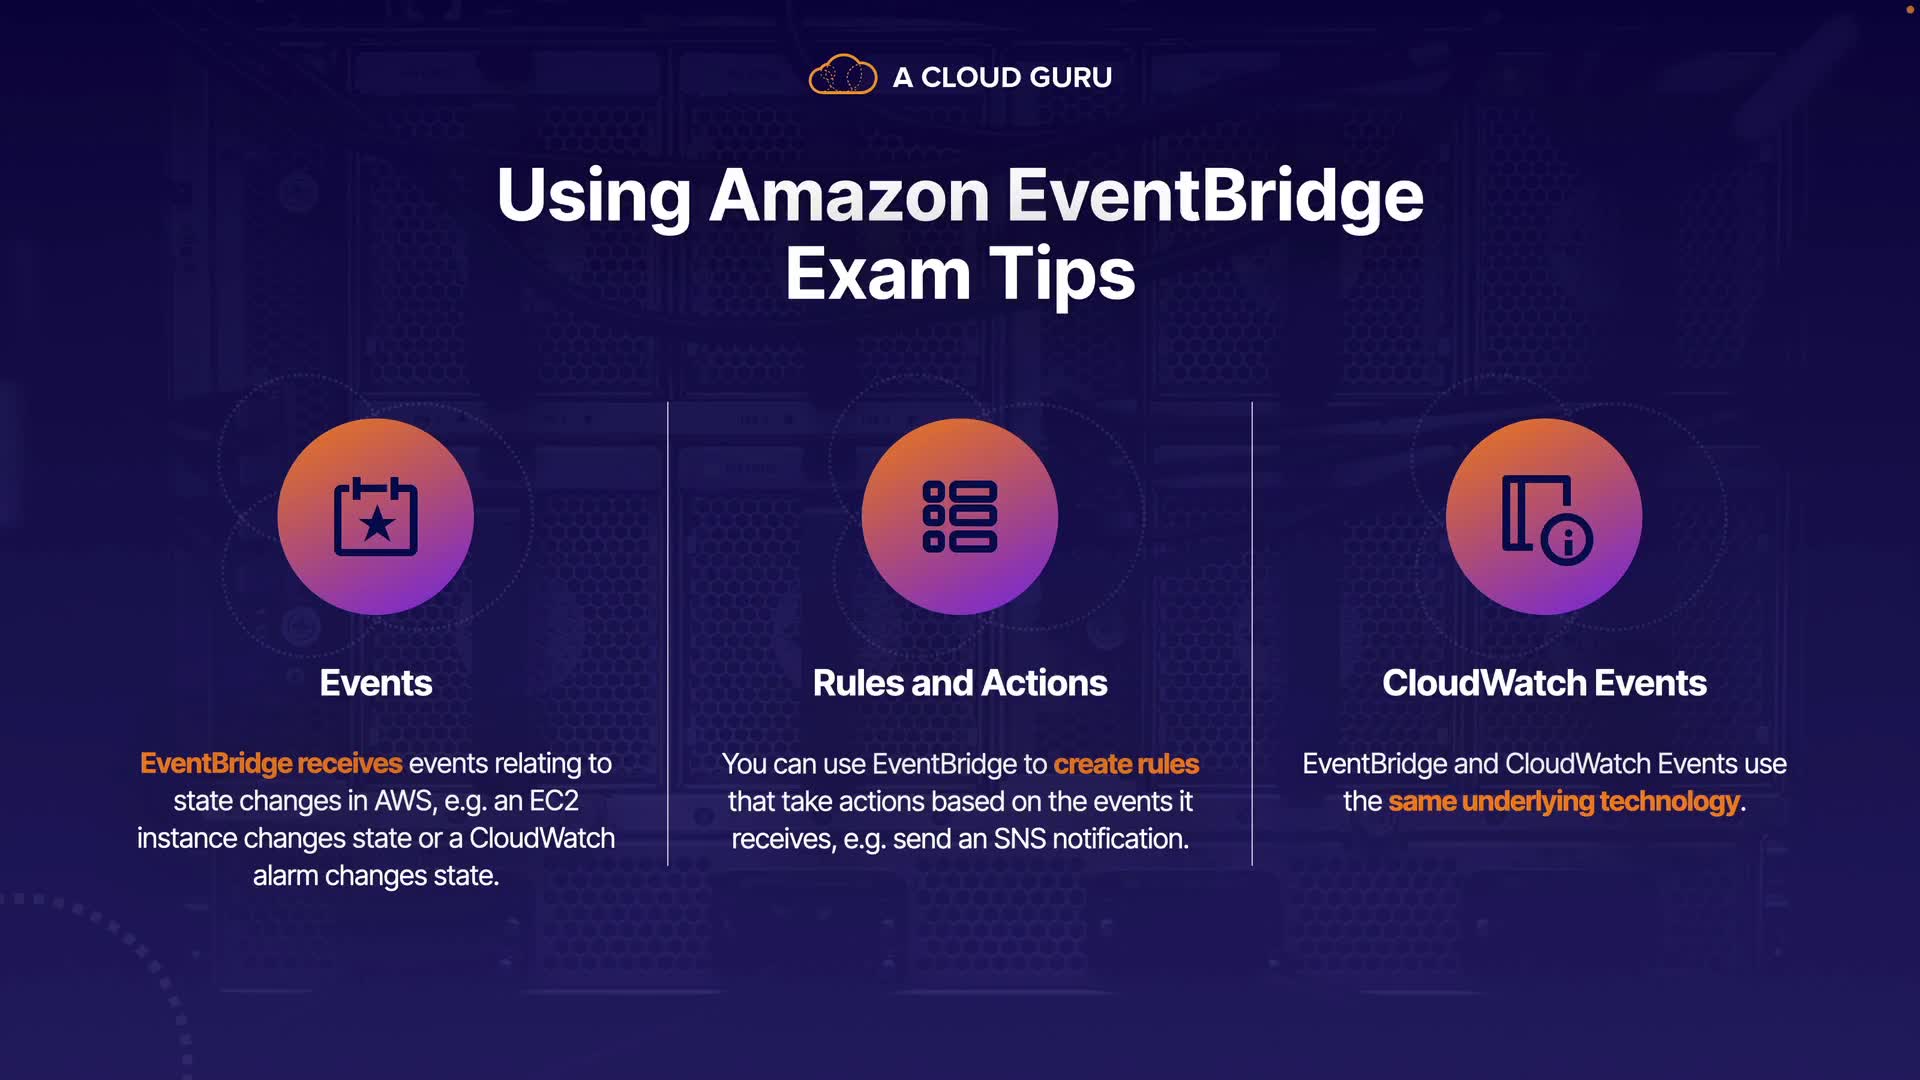 A CLOUD GURU
Using Amazon EventBridge
Exam Tips
Events
EventBridge receives events relating to
state changes in AWS, e.g. an EC2
instance changes state or a CloudWatch
alarm changes state.
Rules and Actions
You can use EventBridge to create rules
that take actions based on the events it
receives, e.g. send an SNS notification.
CloudWatch Events
EventBridge and CloudWatch Events use
the same underlying technology.